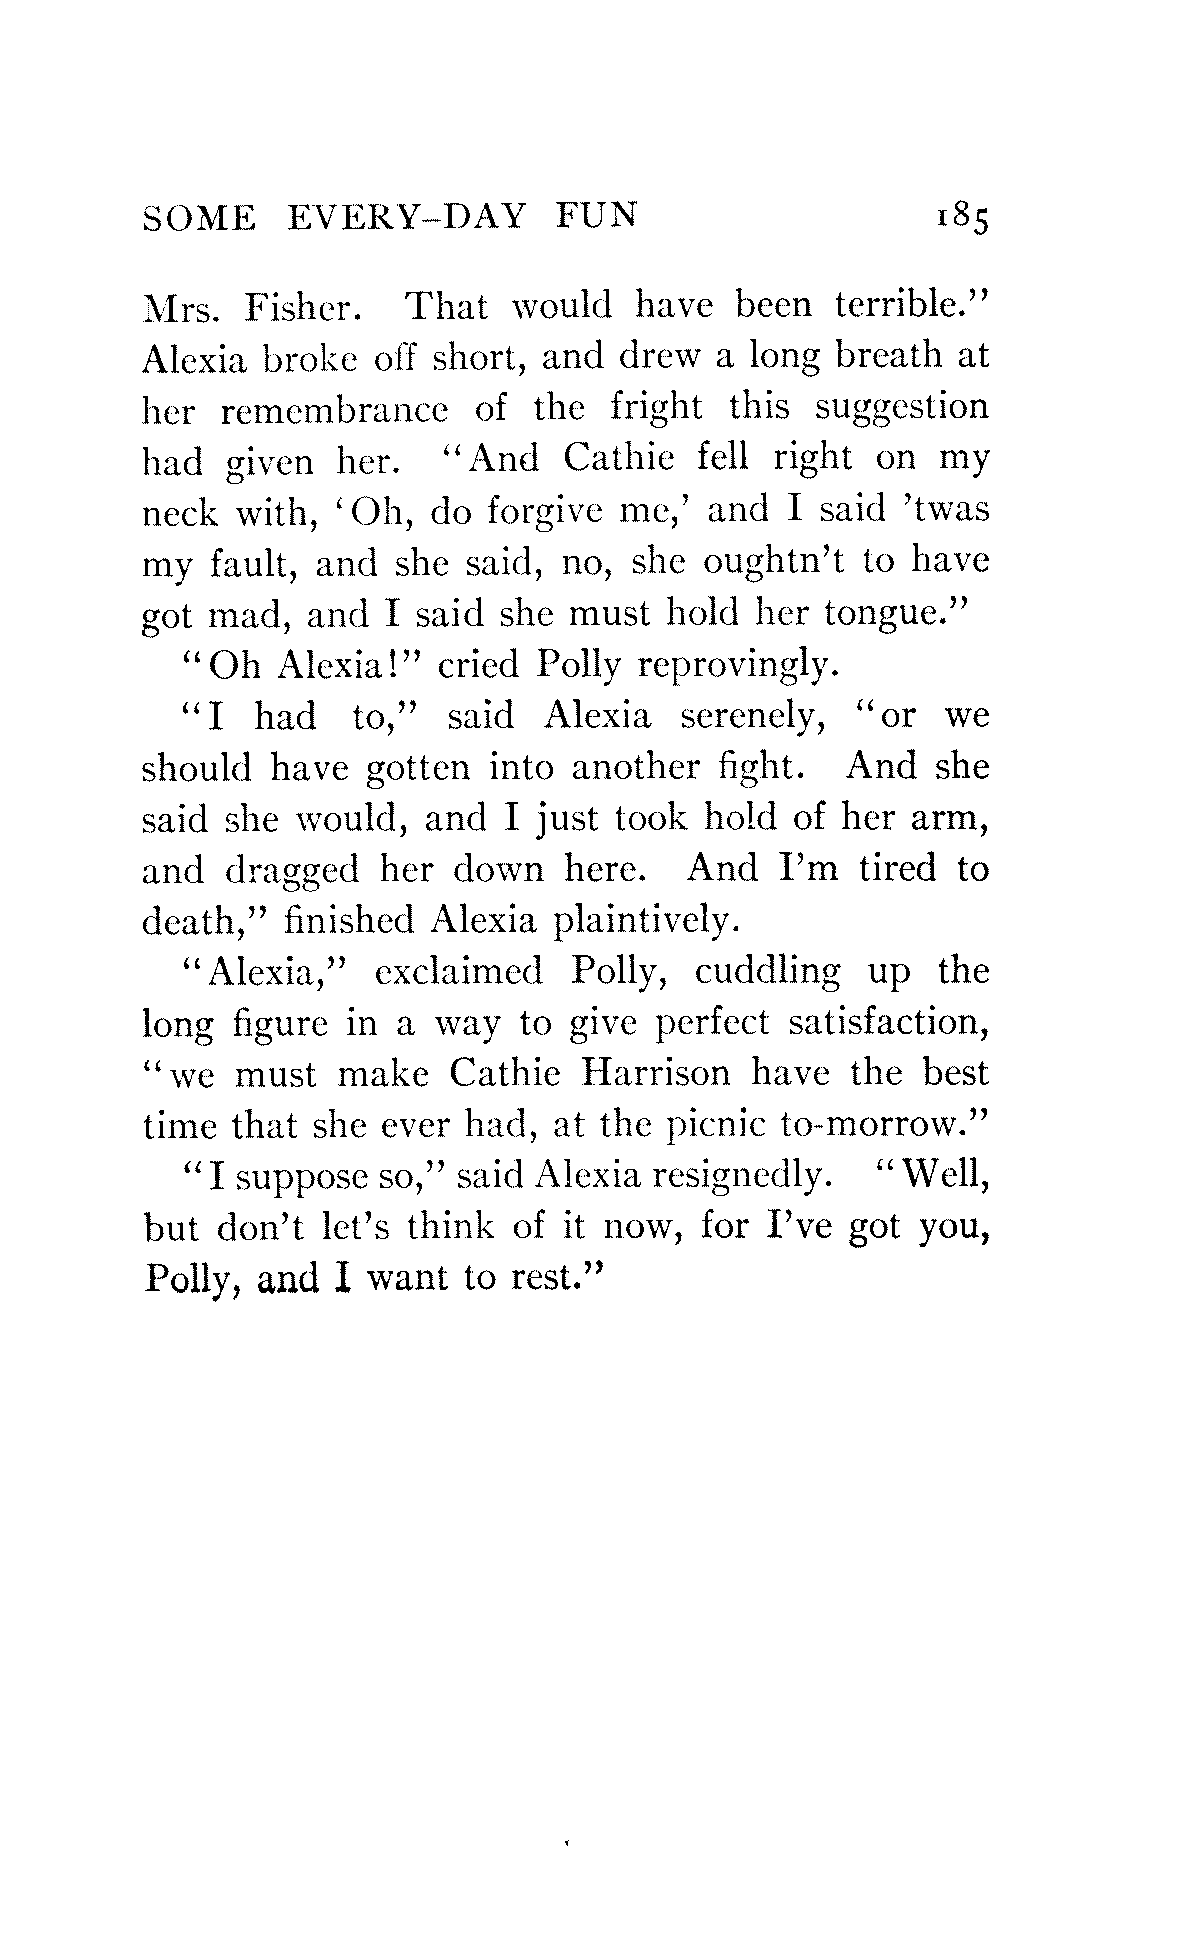 SOME EVERY-DAY FUN 185
Mrs. Fisher. That would have been terrible.”
Alexia broke off short, and drew a long breath at
her remembrance of the fright this suggestion
had given her. “And Cathie fell right on my
neck with, ‘Oh, do forgive me,’ and I said ’twas
my fault, and she said, no, she oughtn’t to have
got mad, and I said she must hold her tongue.”
“Oh Alexia!” cried Polly reprovingly.
“I had to,” said Alexia serenely, “or we
should have gotten into another fight. And she
said she would, and I just took hold of her arm,
and dragged her down here. And I’m tired to
death,” finished Alexia plaintively.
“Alexia,” exclaimed Polly, cuddling up the
long figure in a way to give perfect satisfaction,
“we must make Cathie Harrison have the best
time that she ever had, at the picnic to-morrow.”
“I suppose so,” said Alexia resignedly. “Well,
but don’t let’s think of it now, for I’ve got you,
Polly, and I want to rest.”